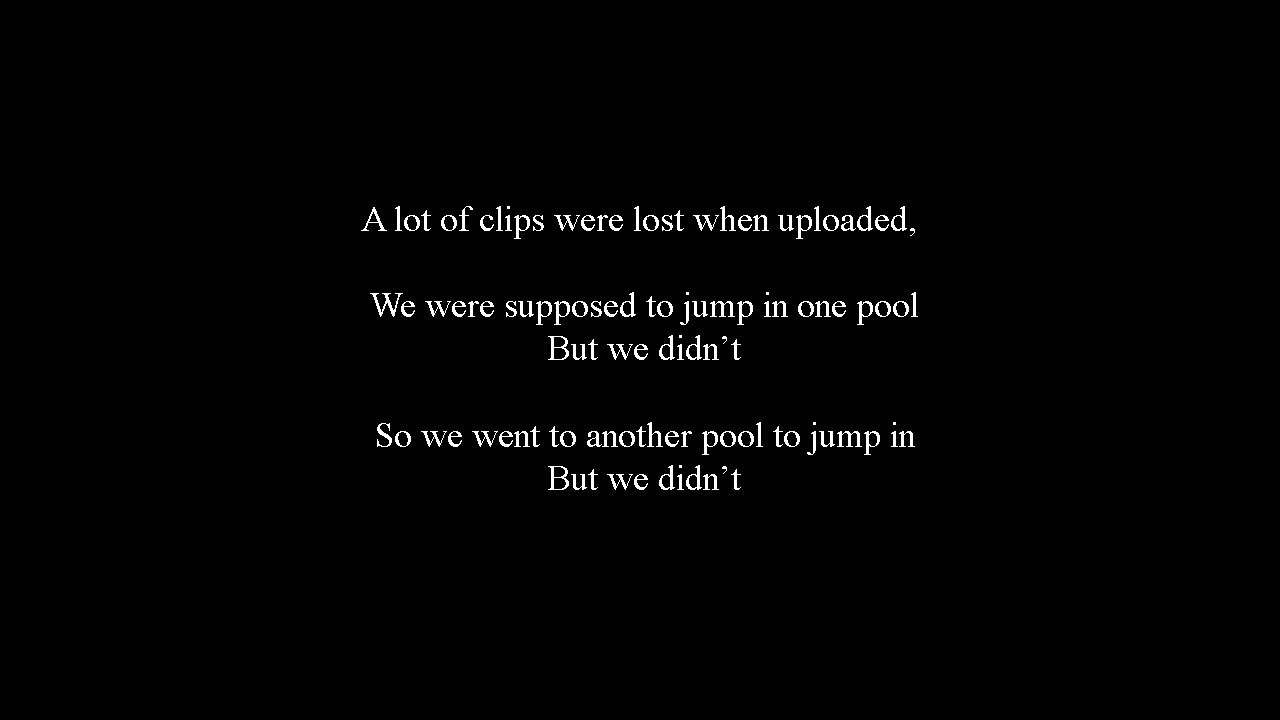 A lot of clips were lost when uploaded,
We were supposed to jump in one pool
But we didn’t
So we went to another pool to jump in
But we didn’t